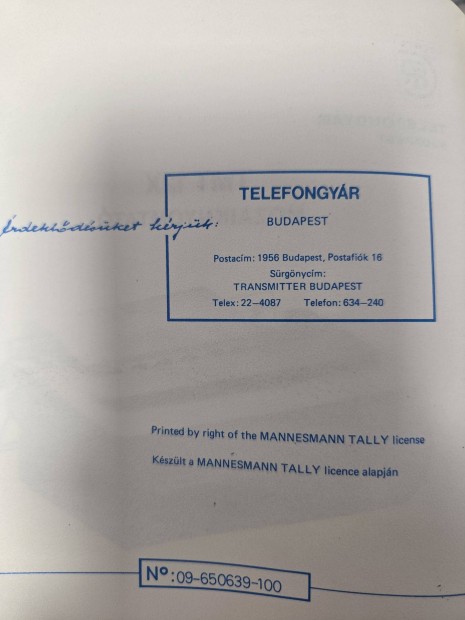 TELEFONGYÁR
Érdeklődésüket kérjük:
BUDAPEST
Postacím: 1956 Budapest, Postafiók 16
Sürgönycím:
TRANSMITTER BUDAPEST
Telex: 22-4087 Telefon: 634-240
Printed by right of the MANNESMANN TALLY license
Készült a MANNESMANN TALLY licence alapján
Nº:09-650639-100